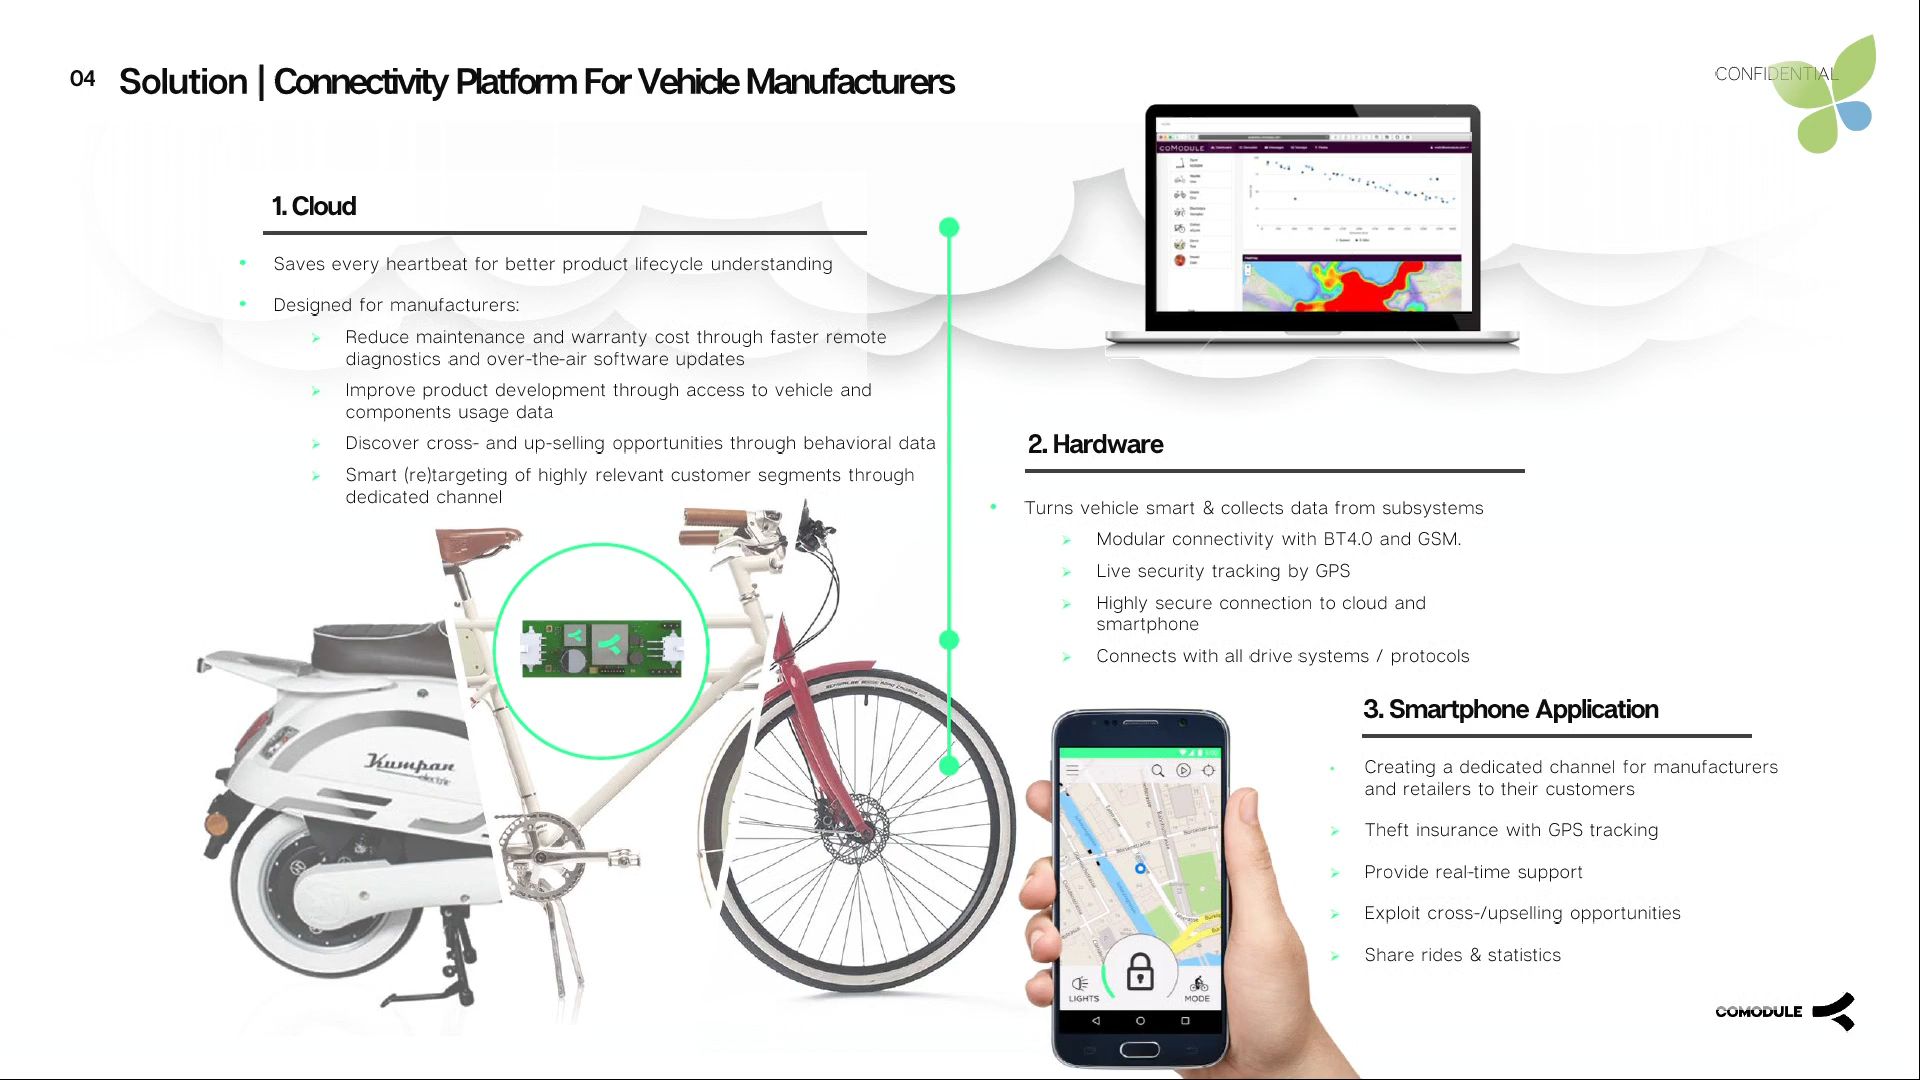 04 Solution | Connectivity Platform For Vehicle Manufacturers
CONFIDENTIAL
1. Cloud
Saves every heartbeat for better product lifecycle understanding
Designed for manufacturers:
Reduce maintenance and warranty cost through faster remote
diagnostics and over-the-air software updates
Improve product development through access to vehicle and
components usage data
Discover cross- and up-selling opportunities through behavioral data
Smart (re)targeting of highly relevant customer segments through
dedicated channel
COMODULE
2. Hardware
Turns vehicle smart & collects data from subsystems
Modular connectivity with BT4.0 and GSM.
Live security tracking by GPS
Highly secure connection to cloud and
smartphone
Connects with all drive systems / protocols
Kumpan
electric
3. Smartphone Application
Creating a dedicated channel for manufacturers
and retailers to their customers
Theft insurance with GPS tracking
Provide real-time support
Exploit cross-/upselling opportunities
Share rides & statistics
LIGHTS
MODE
COMODULE